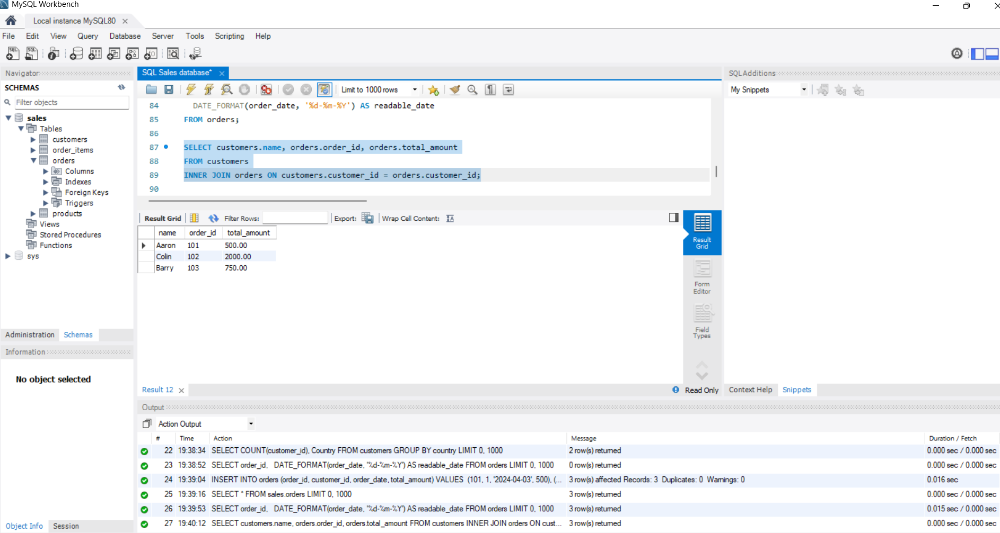 MySQL Workbench
Local instance MySQL80
File Edit View Query Database Server Tools Scripting Help
Navigator
SCHEMAS
Filter objects
sales
Tables
customers
order_items
orders
Columns
Indexes
Foreign Keys
Triggers
products
Views
Stored Procedures
Functions
sys
Administration Schemas
Information
No object selected
Object Info Session
SQL Sales database*
Limit to 1000 rows
84 DATE_FORMAT(order_date, '%d-%m-%Y') AS readable_date
85 FROM orders;
86
87 SELECT customers.name, orders.order_id, orders.total_amount
88 FROM customers
89 INNER JOIN orders ON customers.customer_id = orders.customer_id;
90
Result Grid Filter Rows: Export: Wrap Cell Content:
name order_id total_amount
Aaron 101 500.00
Colin 102 2000.00
Barry 103 750.00
Result
Grid
Form
Editor
Field
Types
Result 12
Read Only
SQLAdditions
My Snippets
Context Help Snippets
Output
Action Output
# Time Action Message Duration / Fetch
22 19:38:34 SELECT COUNT(customer_id), Country FROM customers GROUP BY country LIMIT 0, 1000 2 row(s) returned 0.000 sec / 0.000 sec
23 19:38:52 SELECT order_id, DATE_FORMAT(order_date, '%d-%m-%Y') AS readable_date FROM orders LIMIT 0, 1000 0 row(s) returned 0.000 sec / 0.000 sec
24 19:39:04 INSERT INTO orders (order_id, customer_id, order_date, total_amount) VALUES (101, 1, '2024-04-03', 500), (... 3 row(s) affected Records: 3 Duplicates: 0 Warnings: 0 0.016 sec
25 19:39:16 SELECT * FROM sales.orders LIMIT 0, 1000 3 row(s) returned 0.000 sec / 0.000 sec
26 19:39:53 SELECT order_id, DATE_FORMAT(order_date, '%d-%m-%Y') AS readable_date FROM orders LIMIT 0, 1000 3 row(s) returned 0.015 sec / 0.000 sec
27 19:40:12 SELECT customers.name, orders.order_id, orders.total_amount FROM customers INNER JOIN orders ON cust... 3 row(s) returned 0.000 sec / 0.000 sec